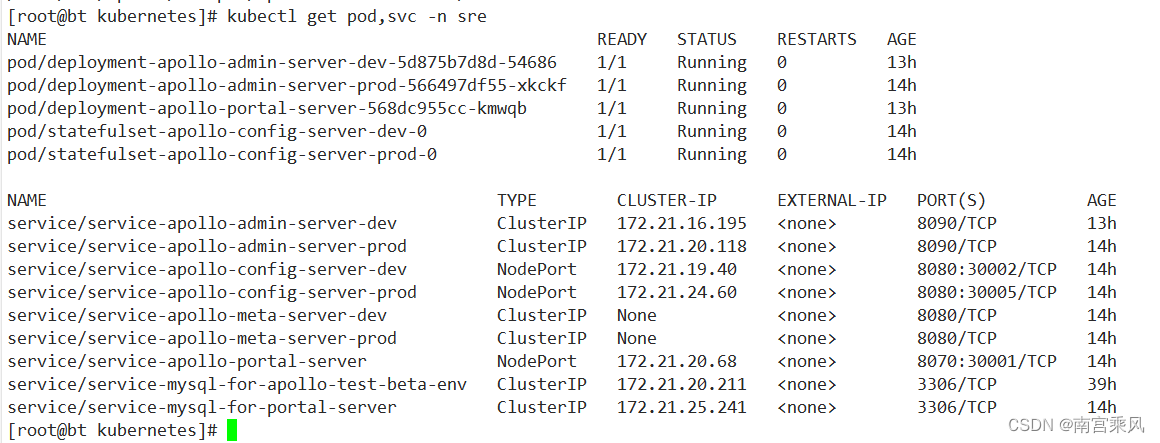 [root@bt kubernetes]# kubectl get pod,svc -n sre
NAME READY STATUS RESTARTS AGE
pod/deployment-apollo-admin-server-dev-5d875b7d8d-54686 1/1 Running 0 13h
pod/deployment-apollo-admin-server-prod-566497df55-xkckf 1/1 Running 0 14h
pod/deployment-apollo-portal-server-568dc955cc-kmwqb 1/1 Running 0 13h
pod/statefulset-apollo-config-server-dev-0 1/1 Running 0 14h
pod/statefulset-apollo-config-server-prod-0 1/1 Running 0 14h
NAME TYPE CLUSTER-IP EXTERNAL-IP PORT(S) AGE
service/service-apollo-admin-server-dev ClusterIP 172.21.16.195 <none> 8090/TCP 13h
service/service-apollo-admin-server-prod ClusterIP 172.21.20.118 <none> 8090/TCP 14h
service/service-apollo-config-server-dev NodePort 172.21.19.40 <none> 8080:30002/TCP 14h
service/service-apollo-config-server-prod NodePort 172.21.24.60 <none> 8080:30005/TCP 14h
service/service-apollo-meta-server-dev ClusterIP None <none> 8080/TCP 14h
service/service-apollo-meta-server-prod ClusterIP None <none> 8080/TCP 14h
service/service-apollo-portal-server NodePort 172.21.20.68 <none> 8070:30001/TCP 14h
service/service-mysql-for-apollo-test-beta-env ClusterIP 172.21.20.211 <none> 3306/TCP 39h
service/service-mysql-for-portal-server ClusterIP 172.21.25.241 <none> 3306/TCP 14h
[root@bt kubernetes]#
CSDN @南宫乘风